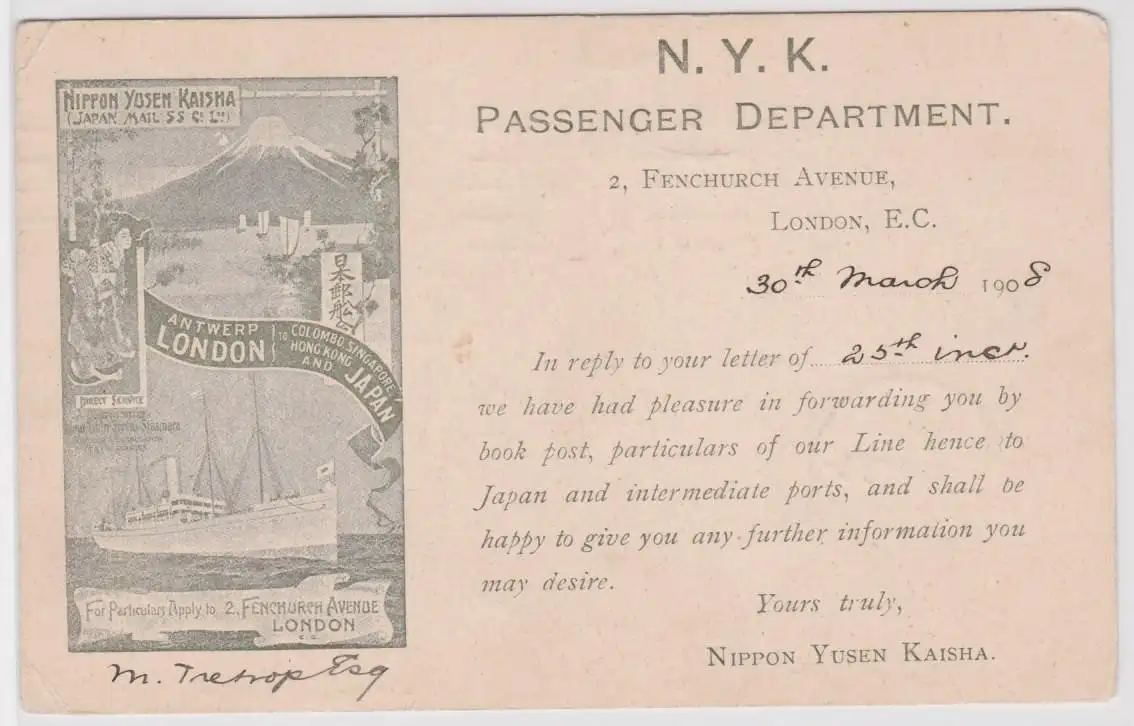 NIPPON YUSEN KAISHA
(JAPAN MAIL SS Co. Ld.)
日本郵船
ANTWERP
LONDON
TO COLOMBO, SINGAPORE
HONG KONG
AND JAPAN
DIRECT SERVICE
For Particulars Apply to 2, FENCHURCH AVENUE
LONDON
E.C.
N. Y. K.
PASSENGER DEPARTMENT.
2, FENCHURCH AVENUE,
LONDON, E.C.
30th March 1908
In reply to your letter of 25th inst.
we have had pleasure in forwarding you by
book post, particulars of our Line hence to
Japan and intermediate ports, and shall be
happy to give you any further information you
may desire.
Yours truly,
NIPPON YUSEN KAISHA.
M. Esq